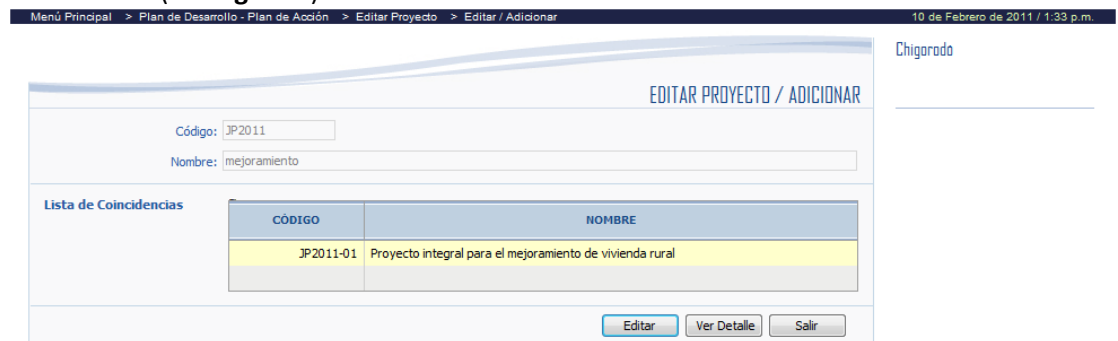 Menú Principal > Plan de Desarrollo - Plan de Acción > Editar Proyecto > Editar / Adicionar 10 de Febrero de 2011 / 1:33 p.m.
Chigorodo
EDITAR PROYECTO / ADICIONAR
Código: JP2011
Nombre: mejoramiento
Lista de Coincidencias
CÓDIGO NOMBRE
JP2011-01 Proyecto integral para el mejoramiento de vivienda rural
Editar Ver Detalle Salir